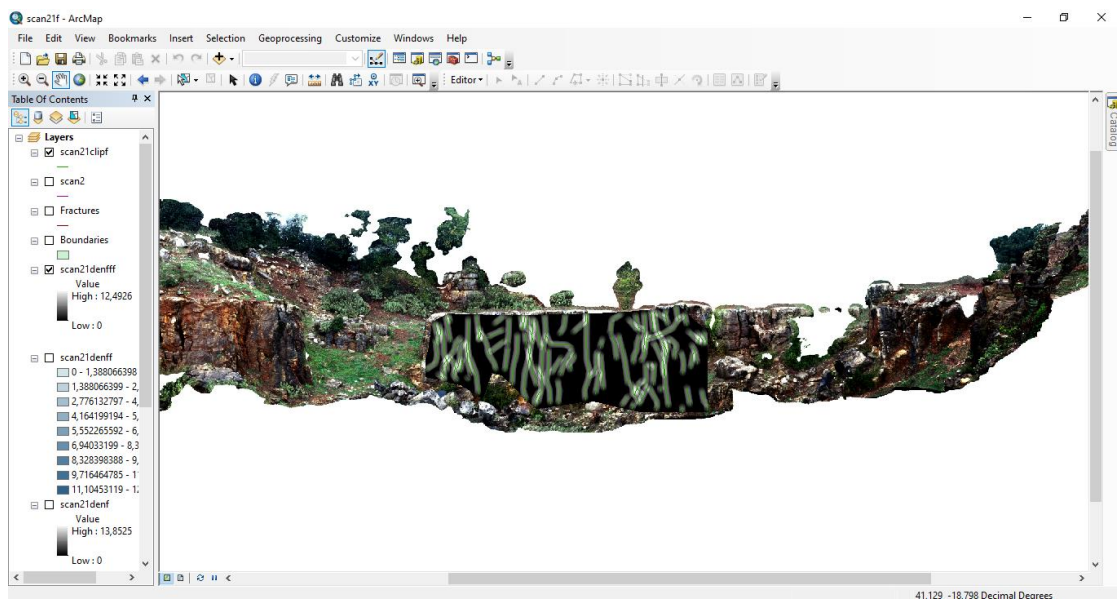 scan21f - ArcMap
File Edit View Bookmarks Insert Selection Geoprocessing Customize Windows Help
Editor
Table Of Contents
Layers
scan21clipf
scan2
Fractures
Boundaries
scan21denfff
Value
High : 12,4926
Low : 0
scan21denff
0 - 1,388066398
1,388066399 - 2,
2,776132797 - 4,
4,164199194 - 5,
5,552265592 - 6,
6,94033199 - 8,3
8,328398388 - 9,
9,716464785 - 1
11,10453119 - 1
scan21denf
Value
High : 13,8525
Low : 0
Catalog
41,129 -18,798 Decimal Degrees